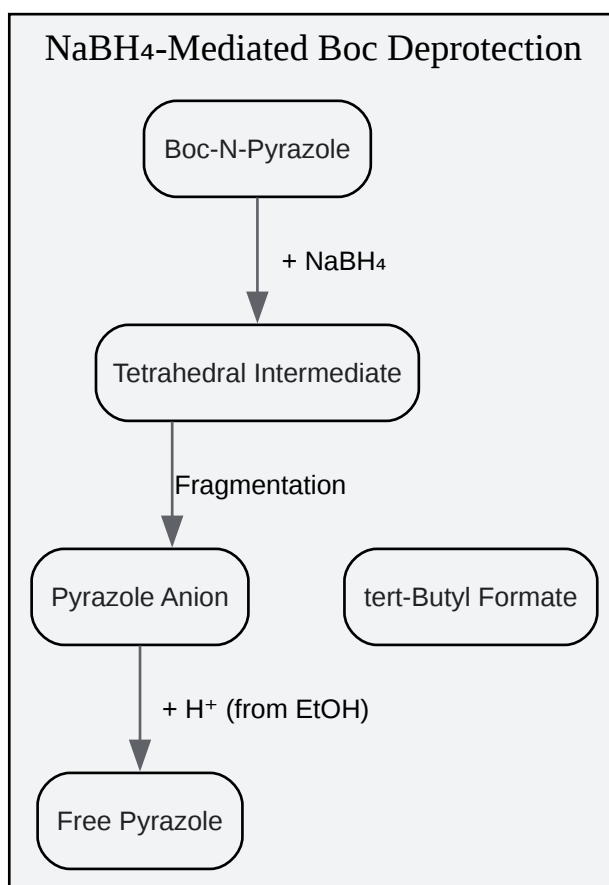 NaBH₄-Mediated Boc Deprotection
Boc-N-Pyrazole
+ NaBH₄
Tetrahedral Intermediate
Fragmentation
Pyrazole Anion
tert-Butyl Formate
+ H⁺ (from EtOH)
Free Pyrazole